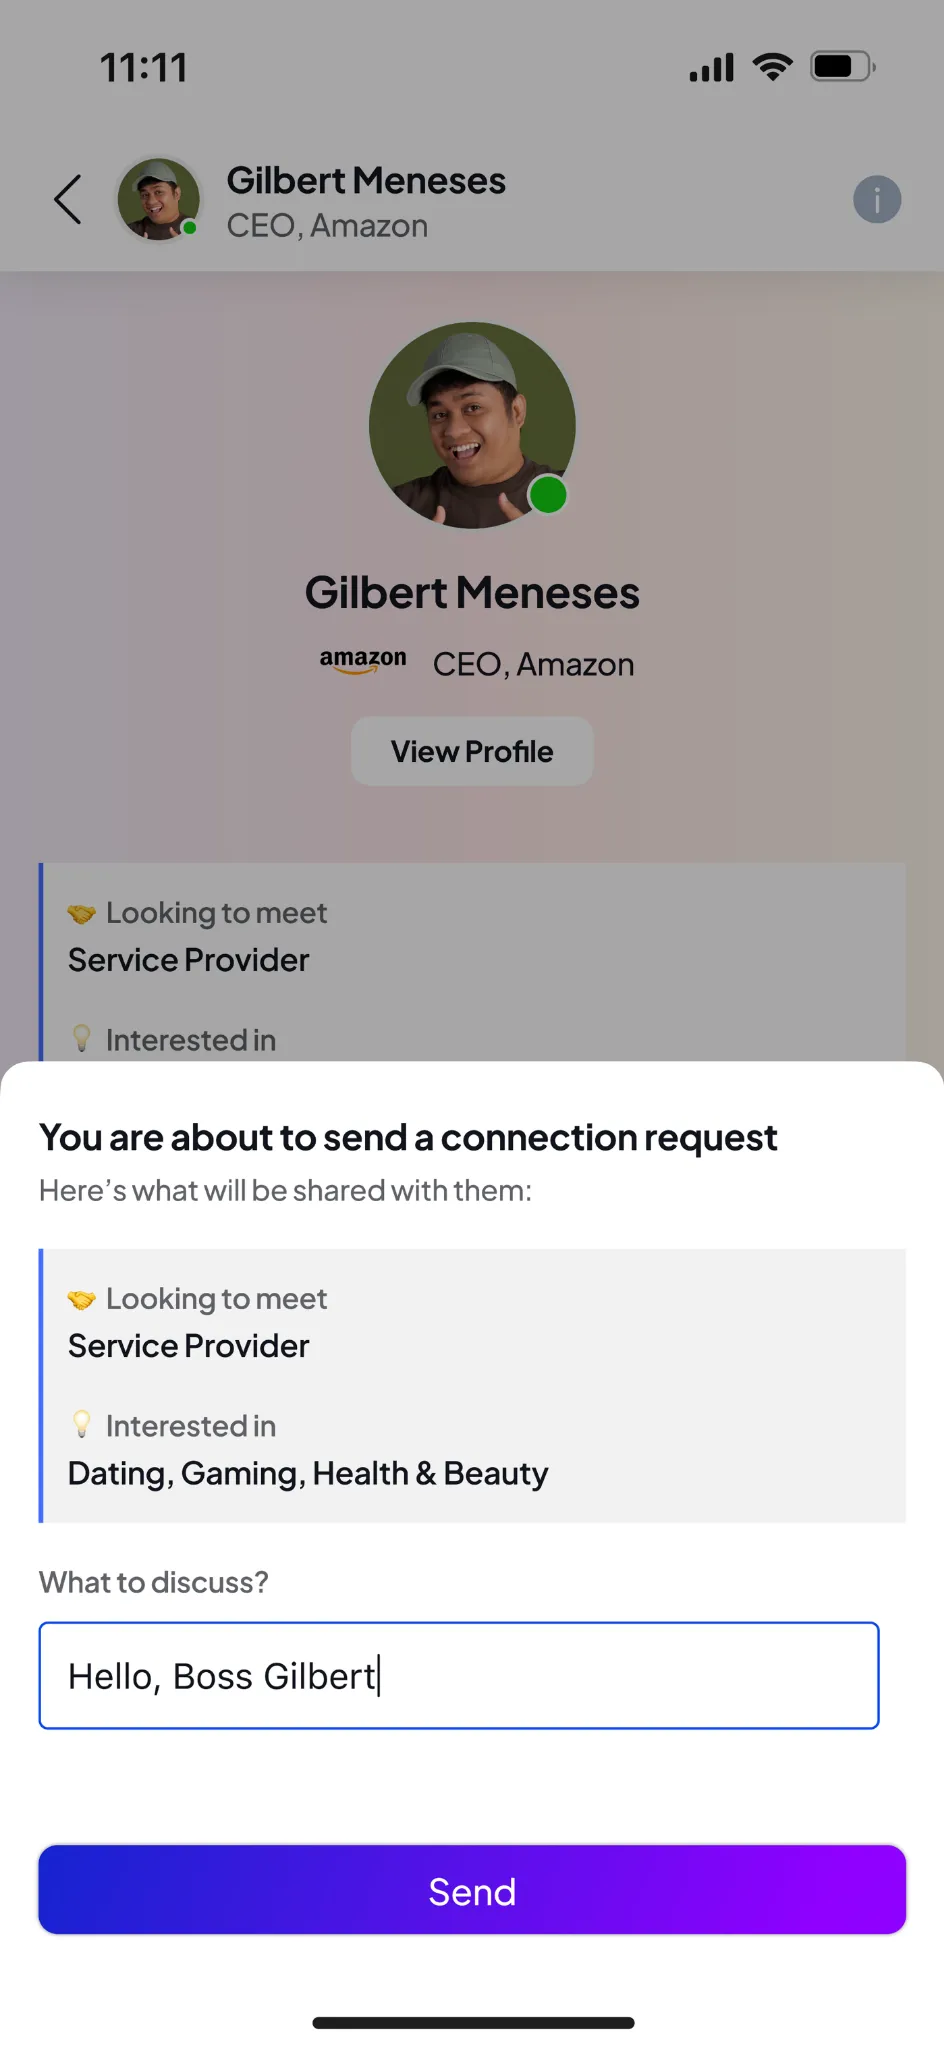 11:11
Gilbert Meneses
CEO, Amazon
i
Gilbert Meneses
amazon CEO, Amazon
View Profile
🤝 Looking to meet
Service Provider
💡 Interested in
You are about to send a connection request
Here’s what will be shared with them:
🤝 Looking to meet
Service Provider
💡 Interested in
Dating, Gaming, Health & Beauty
What to discuss?
Hello, Boss Gilbert
Send